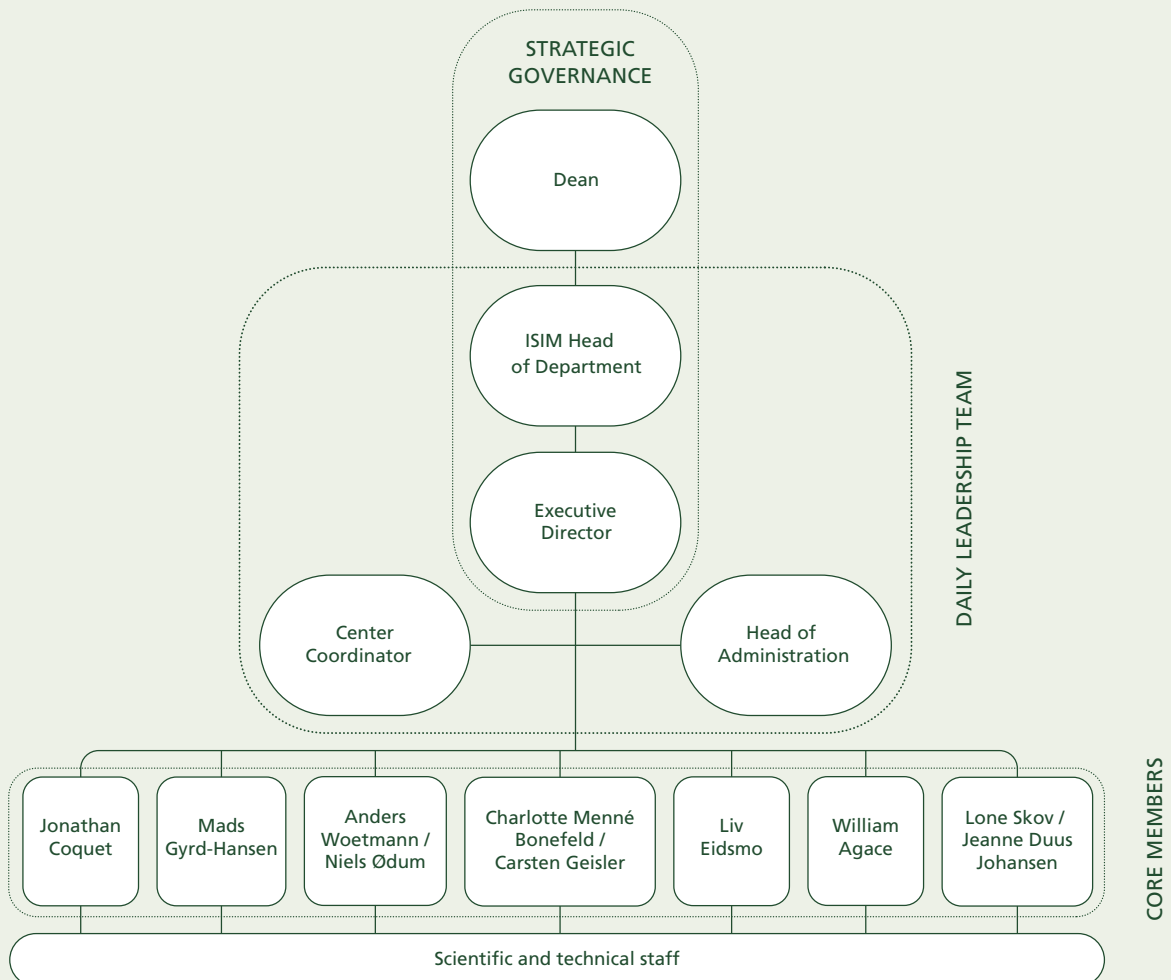 STRATEGIC
GOVERNANCE
Dean
ISIM Head
of Department
Executive
Director
DAILY LEADERSHIP TEAM
Center
Coordinator
Head of
Administration
Jonathan
Coquet
Mads
Gyrd-Hansen
Anders
Woetmann /
Niels Ødum
Charlotte Menné
Bonefeld /
Carsten Geisler
Liv
Eidsmo
William
Agace
Lone Skov /
Jeanne Duus
Johansen
CORE MEMBERS
Scientific and technical staff